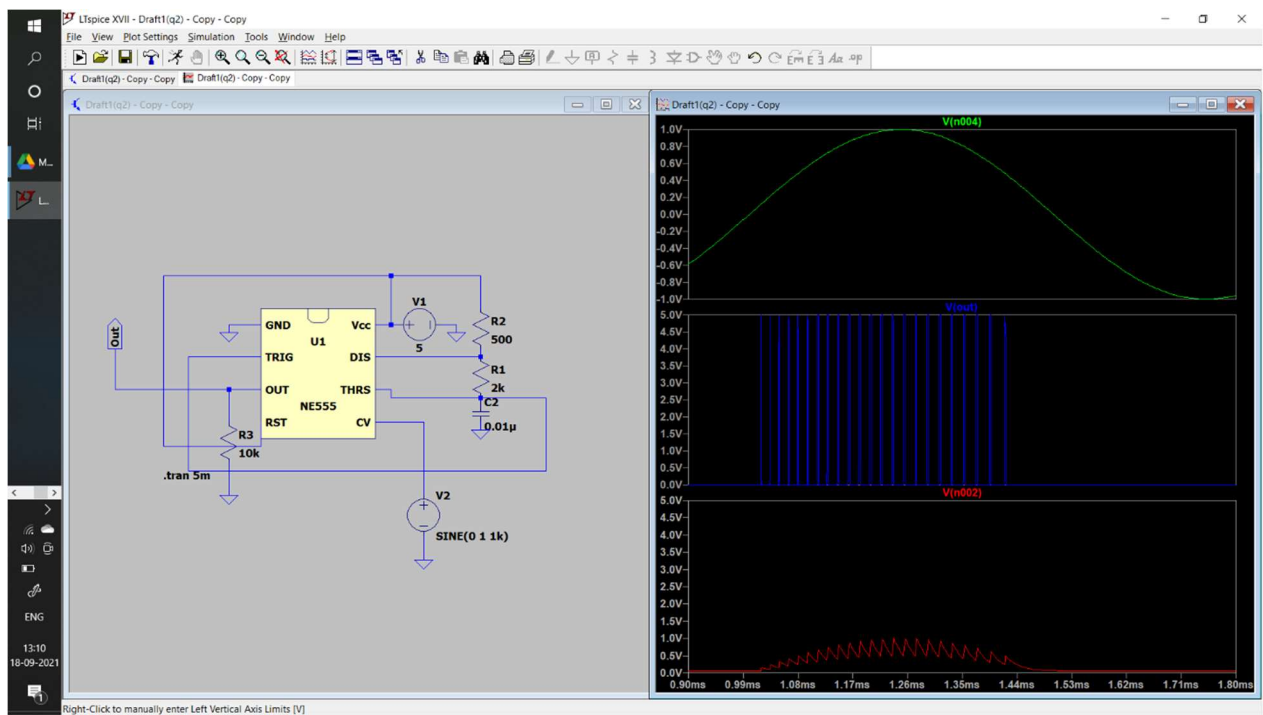 LTspice XVII - Draft1(q2) - Copy - Copy
File View Plot Settings Simulation Tools Window Help
Draft1(q2) - Copy - Copy Draft1(q2) - Copy - Copy
Draft1(q2) - Copy - Copy
GND Vcc
U1
TRIG DIS
OUT THRS
NE555
RST CV
Out
V1
5
R2
500
R1
2k
C2
0.01µ
R3
10k
.tran 5m
V2
SINE(0 1 1k)
Draft1(q2) - Copy - Copy
V(n004)
1.0V
0.8V
0.6V
0.4V
0.2V
0.0V
-0.2V
-0.4V
-0.6V
-0.8V
-1.0V
V(out)
5.0V
4.5V
4.0V
3.5V
3.0V
2.5V
2.0V
1.5V
1.0V
0.5V
0.0V
V(n002)
5.0V
4.5V
4.0V
3.5V
3.0V
2.5V
2.0V
1.5V
1.0V
0.5V
0.0V
0.90ms 0.99ms 1.08ms 1.17ms 1.26ms 1.35ms 1.44ms 1.53ms 1.62ms 1.71ms 1.80ms
M...
L...
ENG
13:10
18-09-2021
1
Right-Click to manually enter Left Vertical Axis Limits [V]